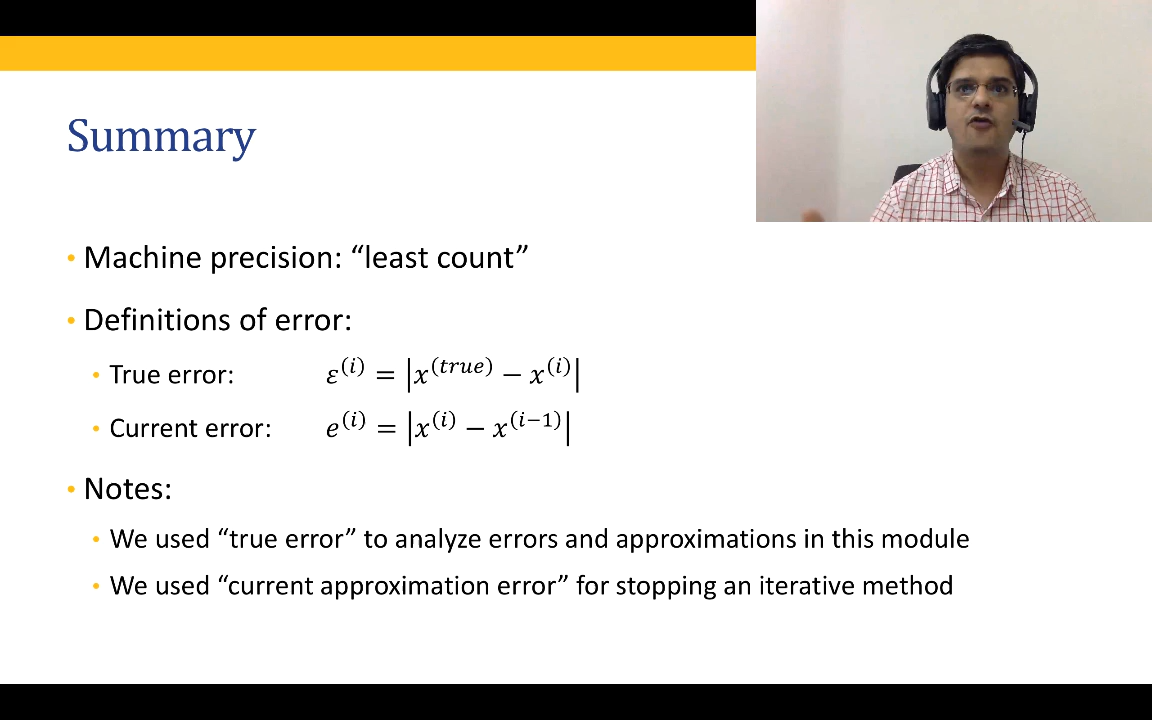 Summary
• Machine precision: “least count”
• Definitions of error:
• True error: ε^(i) = |x^(true) − x^(i)|
• Current error: e^(i) = |x^(i) − x^(i−1)|
• Notes:
• We used “true error” to analyze errors and approximations in this module
• We used “current approximation error” for stopping an iterative method